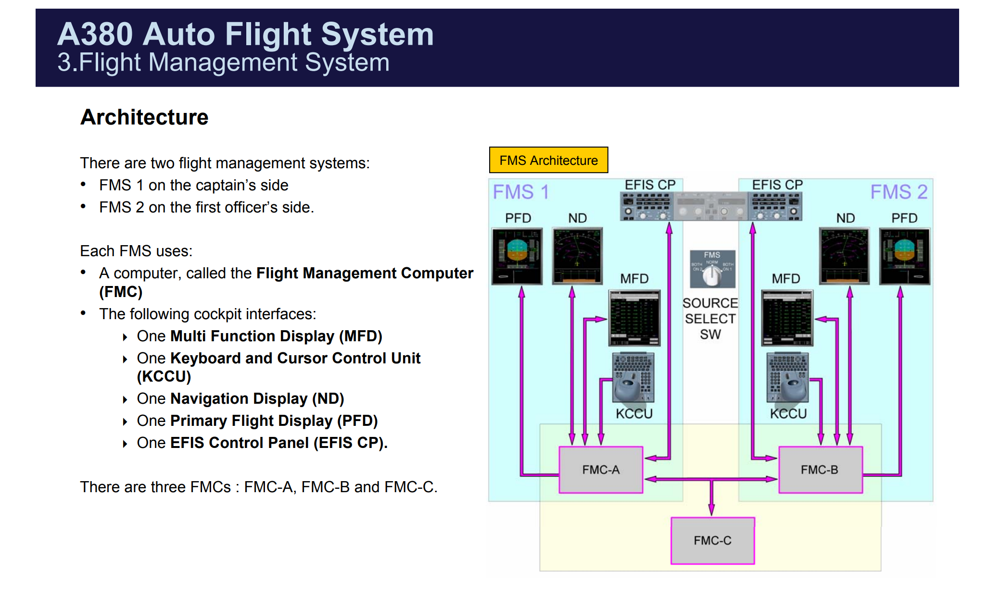 A380 Auto Flight System
3.Flight Management System
Architecture
There are two flight management systems:
• FMS 1 on the captain's side
• FMS 2 on the first officer's side.
Each FMS uses:
• A computer, called the Flight Management Computer
(FMC)
• The following cockpit interfaces:
One Multi Function Display (MFD)
One Keyboard and Cursor Control Unit
(KCCU)
One Navigation Display (ND)
One Primary Flight Display (PFD)
One EFIS Control Panel (EFIS CP).
There are three FMCs : FMC-A, FMC-B and FMC-C.
FMS Architecture
FMS 1
EFIS CP
EFIS CP
FMS 2
PFD
ND
ND
PFD
FMS
NORM
BOTH
ON 2
BOTH
ON 1
MFD
MFD
SOURCE
SELECT
SW
KCCU
KCCU
FMC-A
FMC-B
FMC-C